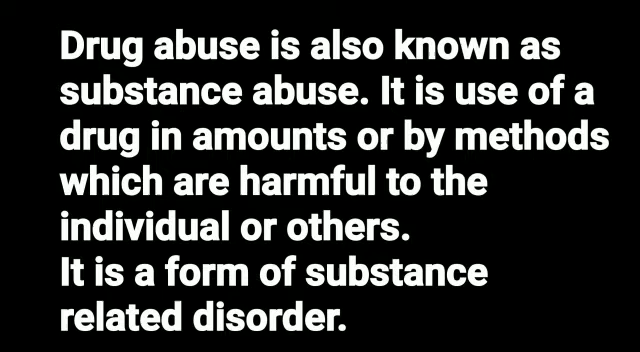 Drug abuse is also known as
substance abuse. It is use of a
drug in amounts or by methods
which are harmful to the
individual or others.
It is a form of substance
related disorder.